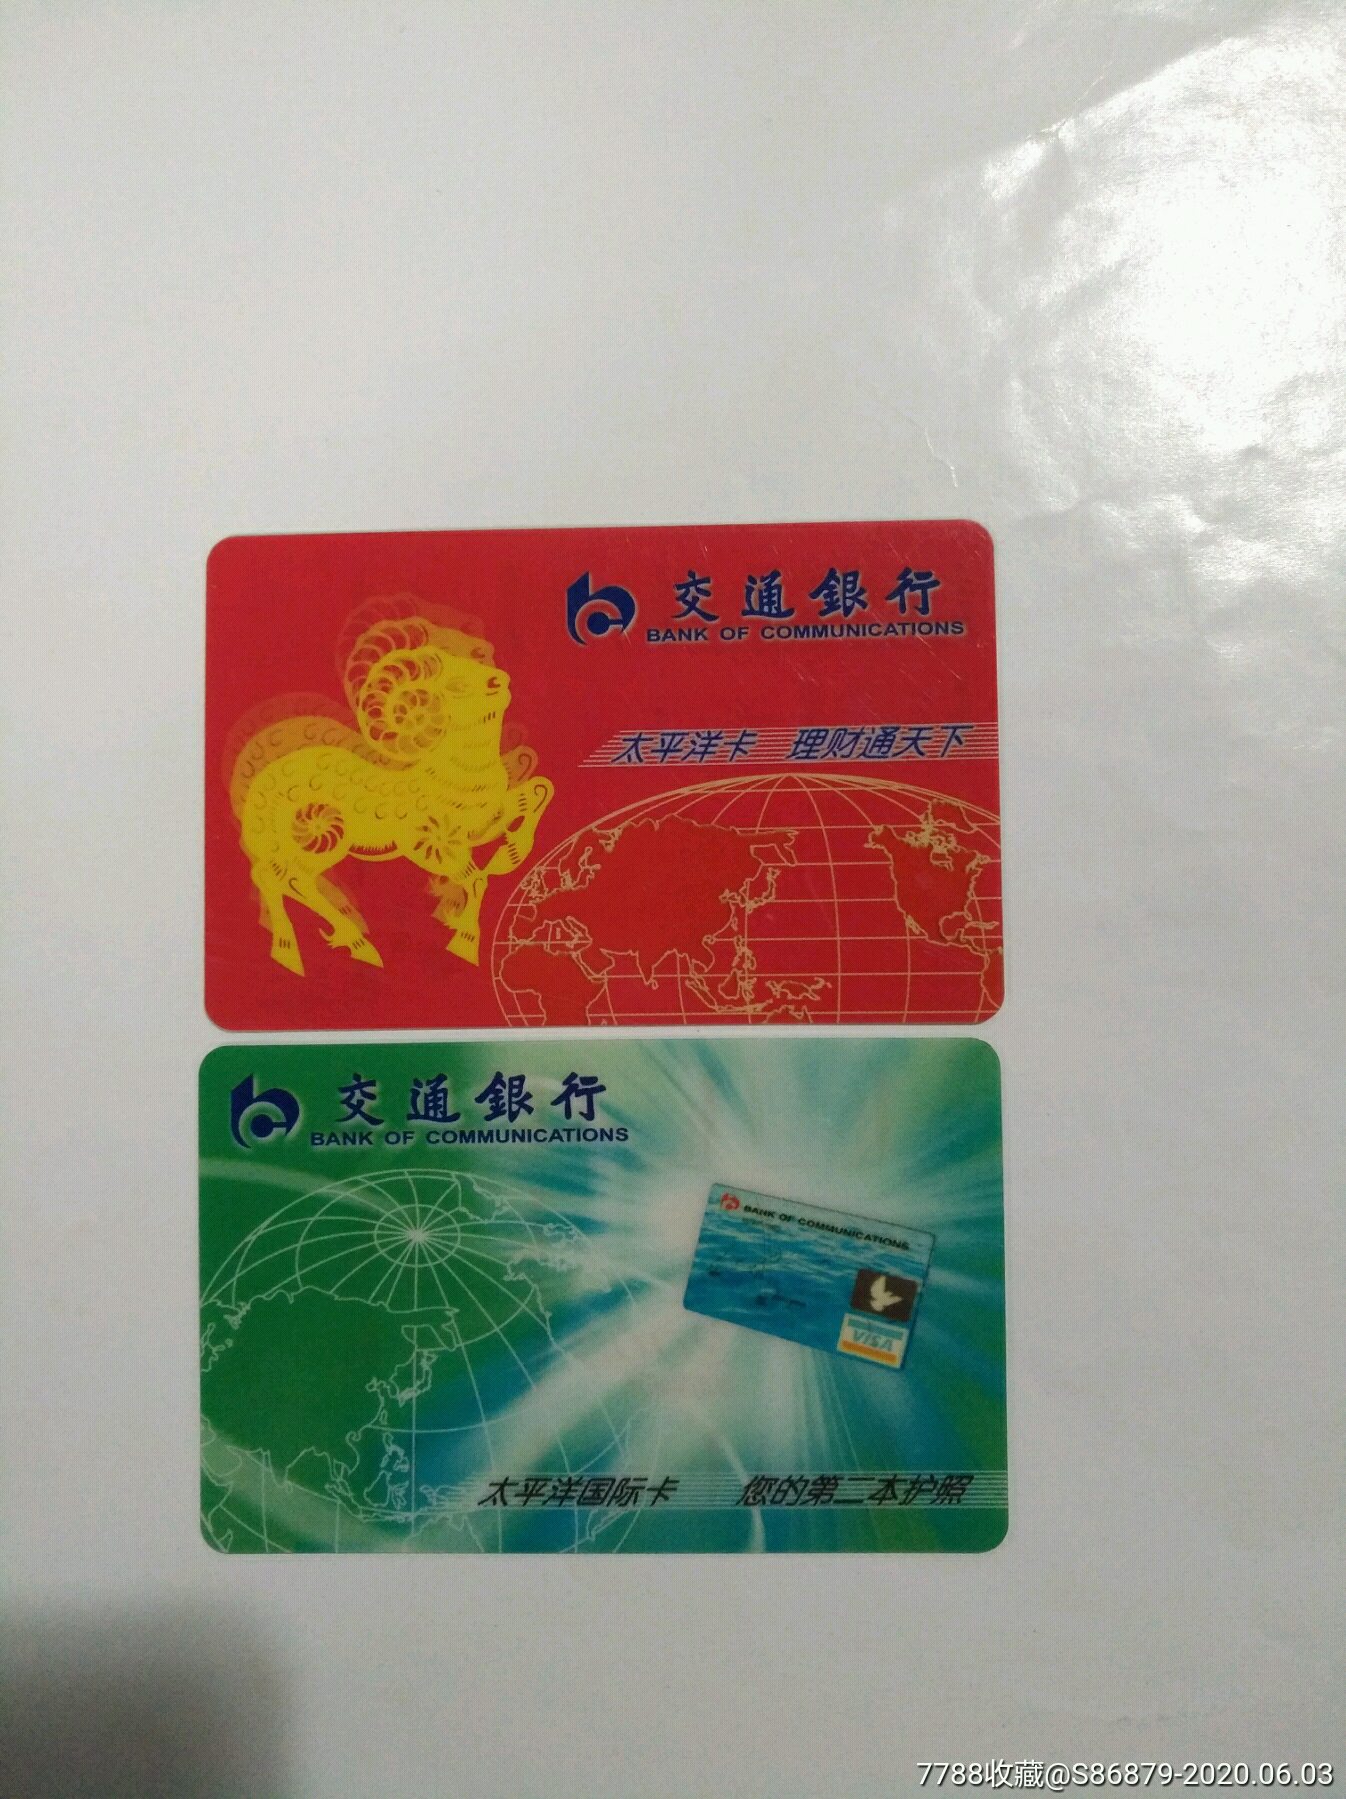 交通銀行
BANK OF COMMUNICATIONS
太平洋卡 理财通天下
交通銀行
BANK OF COMMUNICATIONS
BANK OF COMMUNICATIONS
VISA
太平洋国际卡 您的第二本护照
7788收藏@S86879-2020.06.03